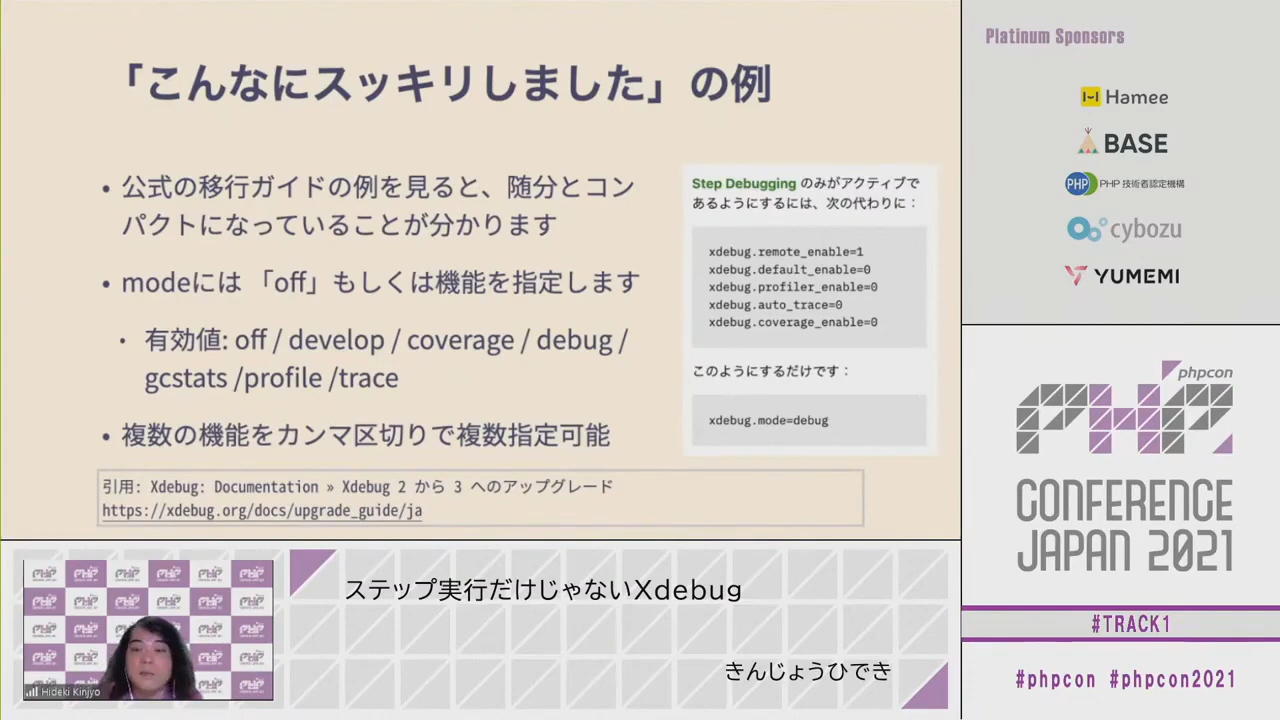 「こんなにスッキリしました」の例
• 公式の移行ガイドの例を見ると、随分とコン
パクトになっていることが分かります
• modeには 「off」もしくは機能を指定します
• 有効値: off / develop / coverage / debug /
gcstats /profile /trace
• 複数の機能をカンマ区切りで複数指定可能
Step Debugging のみがアクティブで
あるようにするには、次の代わりに：
xdebug.remote_enable=1
xdebug.default_enable=0
xdebug.profiler_enable=0
xdebug.auto_trace=0
xdebug.coverage_enable=0
このようにするだけです：
xdebug.mode=debug
引用: Xdebug: Documentation » Xdebug 2 から 3 へのアップグレード
https://xdebug.org/docs/upgrade_guide/ja
Platinum Sponsors
Hamee
BASE
PHP PHP 技術者認定機構
cybozu
YUMEMI
phpcon
PHP
CONFERENCE
JAPAN 2021
#TRACK1
#phpcon #phpcon2021
ステップ実行だけじゃないXdebug
きんじょうひでき
Hideki Kinjyo